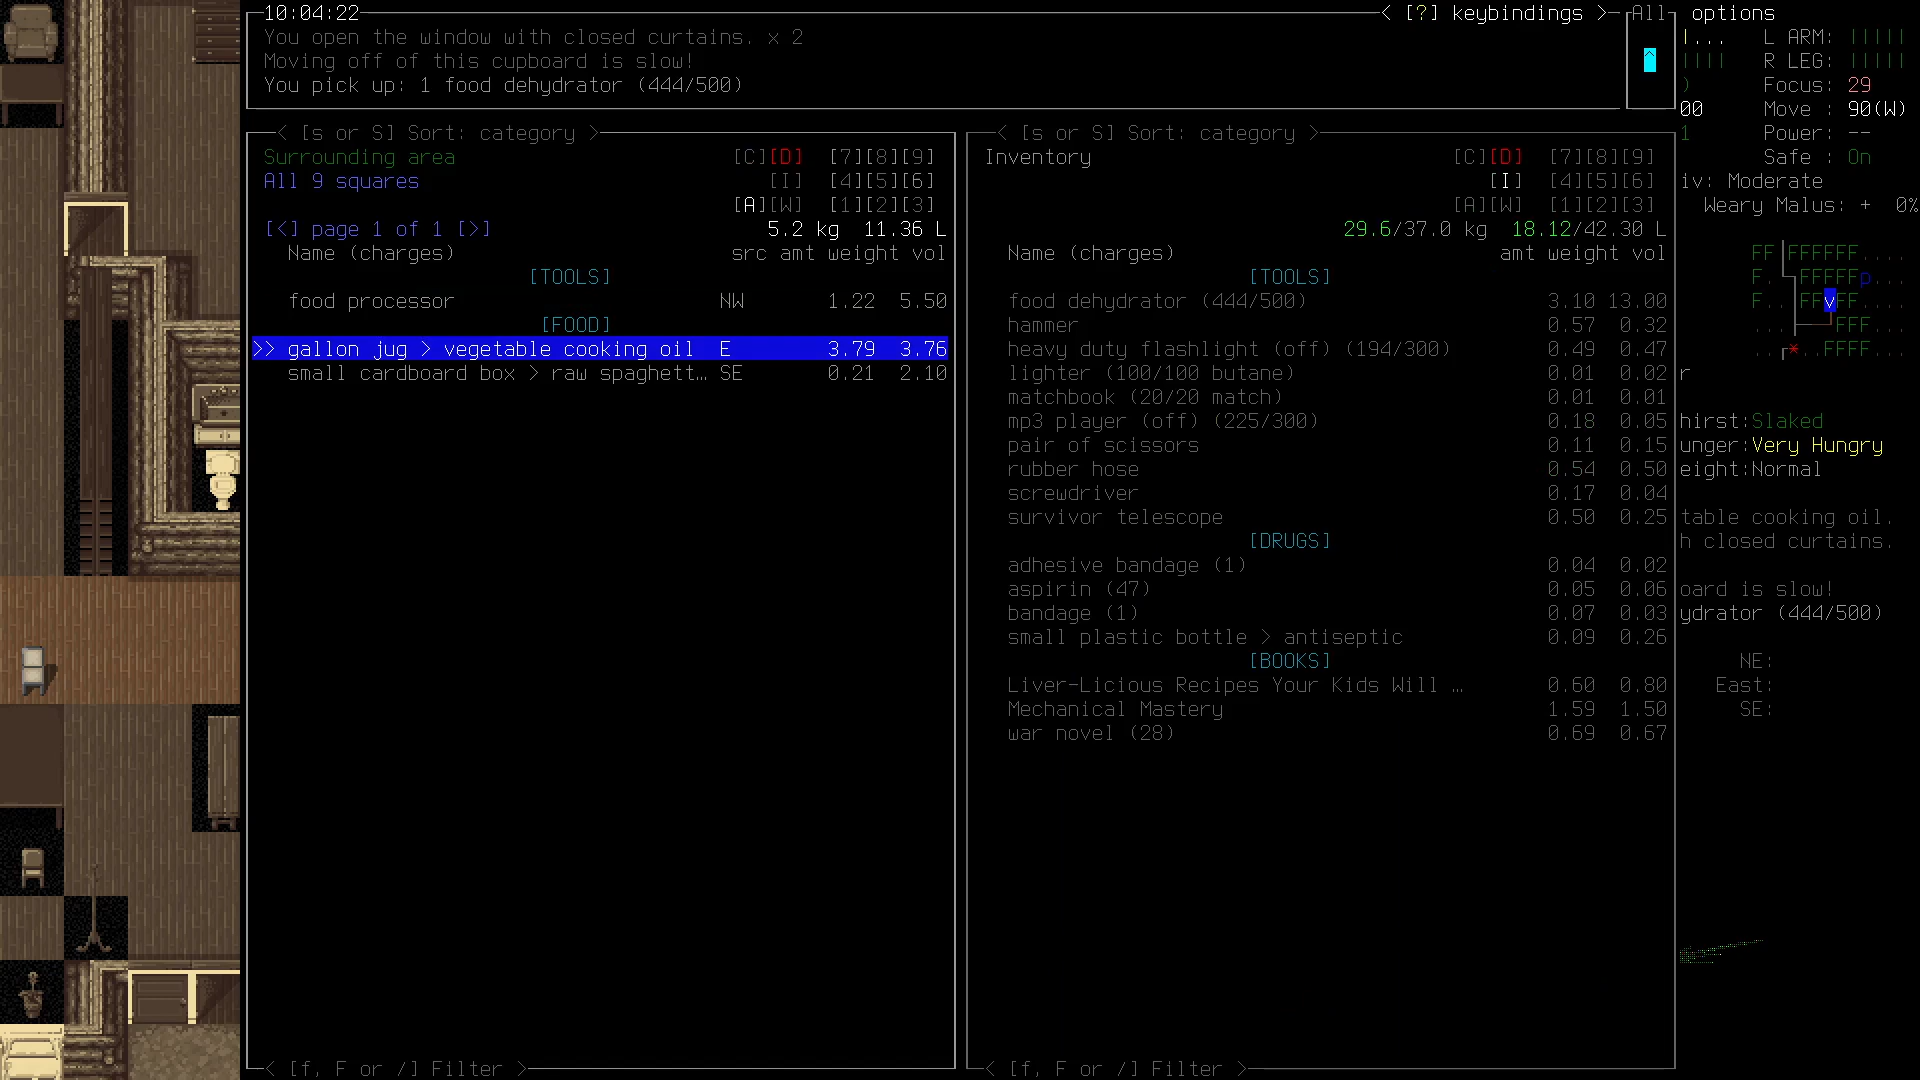 10:04:22 < [?] keybindings > All options
You open the window with closed curtains. x 2
Moving off of this cupboard is slow!
You pick up: 1 food dehydrator (444/500)
^
|... L ARM: |||||
|||| R LEG: |||||
) Focus: 29
00 Move : 90(W)
1 Power: --
Safe : On
iv: Moderate
Weary Malus: + 0%
< [s or S] Sort: category >
Surrounding area [C][D] [7][8][9]
All 9 squares [I] [4][5][6]
[A][W] [1][2][3]
[<] page 1 of 1 [>] 5.2 kg 11.36 L
Name (charges) src amt weight vol
[TOOLS]
food processor NW 1.22 5.50
[FOOD]
>> gallon jug > vegetable cooking oil E 3.79 3.76
small cardboard box > raw spaghett… SE 0.21 2.10
< [f, F or /] Filter >
< [s or S] Sort: category >
Inventory [C][D] [7][8][9]
[I] [4][5][6]
[A][W] [1][2][3]
29.6/37.0 kg 18.12/42.30 L
Name (charges) amt weight vol
[TOOLS]
food dehydrator (444/500) 3.10 13.00
hammer 0.57 0.32
heavy duty flashlight (off) (194/300) 0.49 0.47
lighter (100/100 butane) 0.01 0.02
matchbook (20/20 match) 0.01 0.01
mp3 player (off) (225/300) 0.18 0.05
pair of scissors 0.11 0.15
rubber hose 0.54 0.50
screwdriver 0.17 0.04
survivor telescope 0.50 0.25
[DRUGS]
adhesive bandage (1) 0.04 0.02
aspirin (47) 0.05 0.06
bandage (1) 0.07 0.03
small plastic bottle > antiseptic 0.09 0.26
[BOOKS]
Liver-Licious Recipes Your Kids Will … 0.60 0.80
Mechanical Mastery 1.59 1.50
war novel (28) 0.69 0.67
< [f, F or /] Filter >
FF FFFFFF....
F. FFFFFp...
F.. FFvFF....
... FFF...
..*..FFFF...
r
hirst:Slaked
unger:Very Hungry
eight:Normal
table cooking oil.
h closed curtains.
oard is slow!
ydrator (444/500)
NE:
East:
SE: